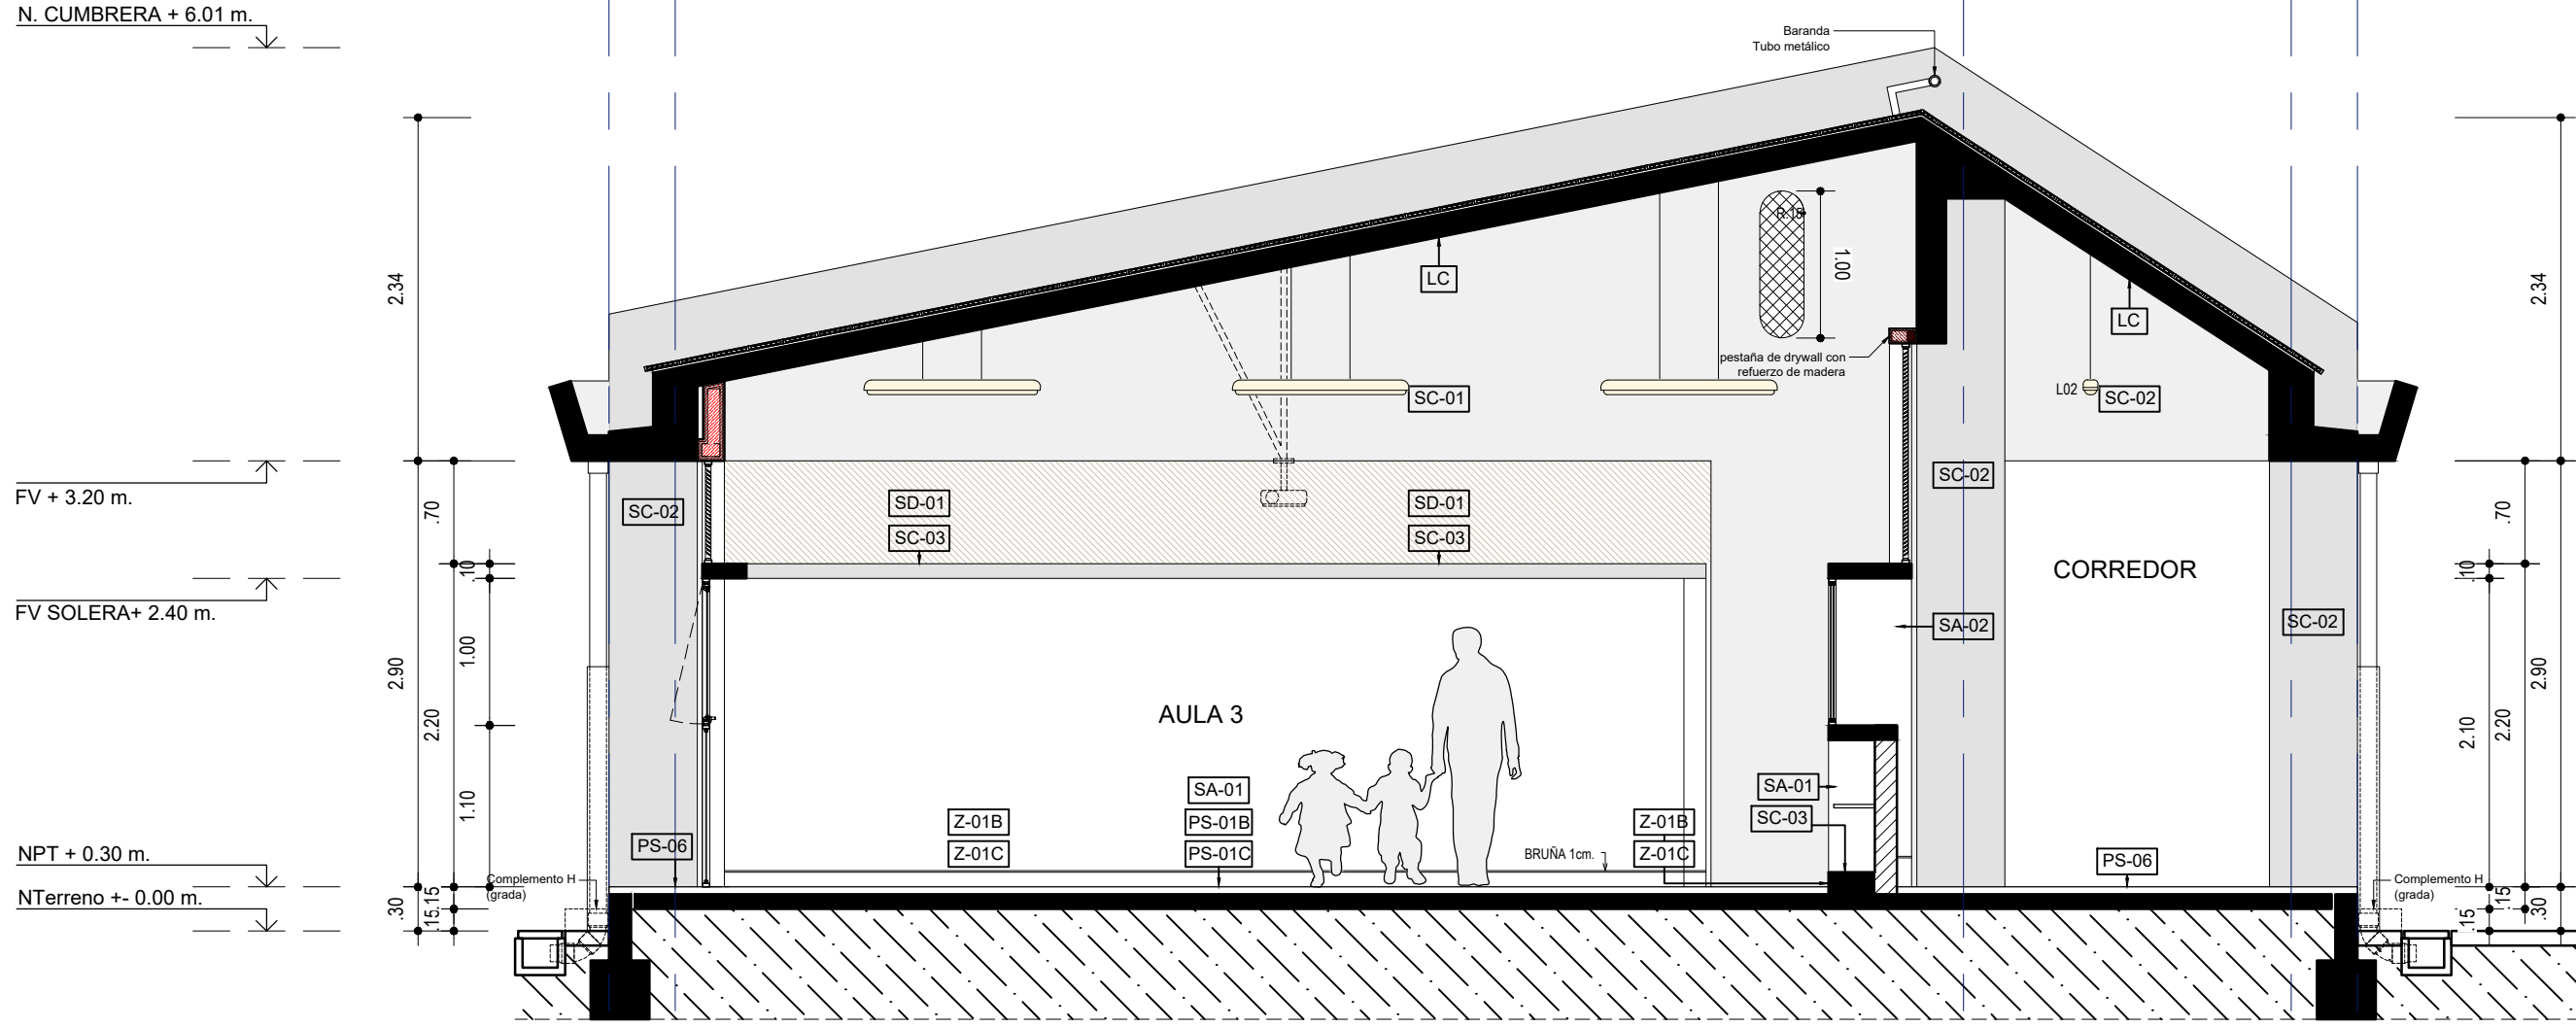 N. CUMBRERA + 6.01 m.
Baranda
Tubo metálico
R.15
1.00
2.34
LC
2.34
LC
pestaña de drywall con
refuerzo de madera
SC-01
L02
SC-02
FV + 3.20 m.
.70
SC-02
SD-01
SD-01
SC-02
.70
SC-03
SC-03
.10
CORREDOR
.10
FV SOLERA+ 2.40 m.
SC-02
SA-02
1.00
2.90
2.90
2.20
AULA 3
2.10
2.20
SA-01
SA-01
1.10
Z-01B
PS-01B
Z-01B
SC-03
PS-06
Z-01C
PS-01C
BRUÑA 1cm.
Z-01C
PS-06
NPT + 0.30 m.
Complemento H
(grada)
Complemento H
(grada)
NTerreno +- 0.00 m.
.30
.15
.15
.15
.15
.30